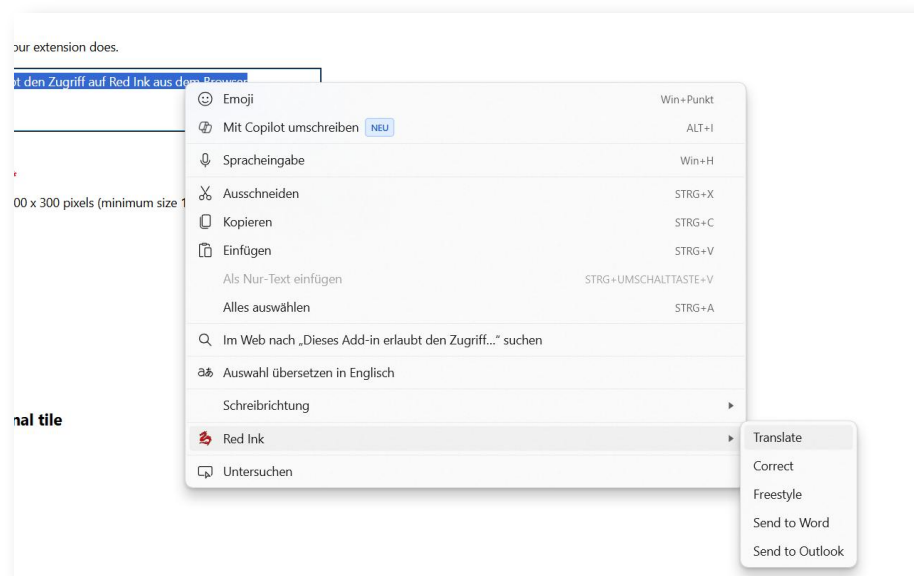 our extension does.
ot den Zugriff auf Red Ink aus dem Browser
Emoji Win+Punkt
Mit Copilot umschreiben NEU ALT+I
Spracheingabe Win+H
*
00 x 300 pixels (minimum size 1
Ausschneiden STRG+X
Kopieren STRG+C
Einfügen STRG+V
Als Nur-Text einfügen STRG+UMSCHALTTASTE+V
Alles auswählen STRG+A
Im Web nach „Dieses Add-in erlaubt den Zugriff...“ suchen
Auswahl übersetzen in Englisch
Schreibrichtung
nal tile
Red Ink
Untersuchen
Translate
Correct
Freestyle
Send to Word
Send to Outlook